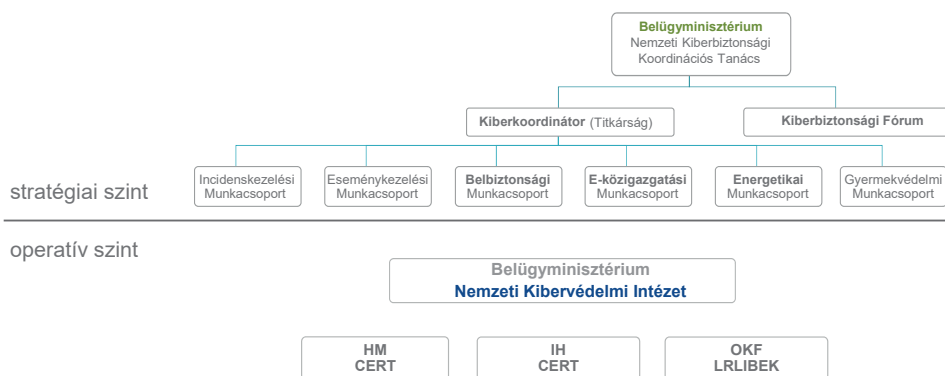 Belügyminisztérium
Nemzeti Kiberbiztonsági
Koordinációs Tanács
Kiberkoordinátor (Titkárság)
Kiberbiztonsági Fórum
Incidenskezelési
Munkacsoport
Eseménykezelési
Munkacsoport
Belbiztonsági
Munkacsoport
E-közigazgatási
Munkacsoport
Energetikai
Munkacsoport
Gyermekvédelmi
Munkacsoport
stratégiai szint
operatív szint
Belügyminisztérium
Nemzeti Kibervédelmi Intézet
HM
CERT
IH
CERT
OKF
LRLIBEK